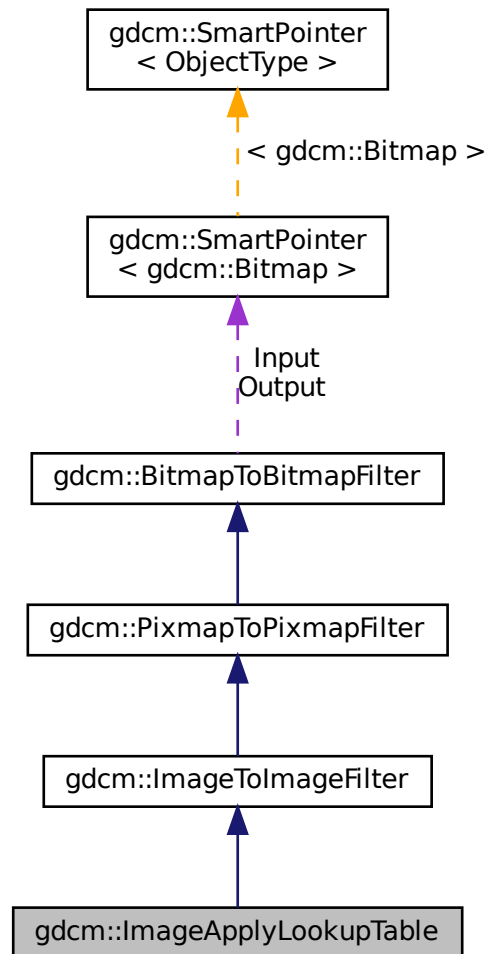 gdcm::SmartPointer
< ObjectType >
< gdcm::Bitmap >
gdcm::SmartPointer
< gdcm::Bitmap >
Input
Output
gdcm::BitmapToBitmapFilter
gdcm::PixmapToPixmapFilter
gdcm::ImageToImageFilter
gdcm::ImageApplyLookupTable